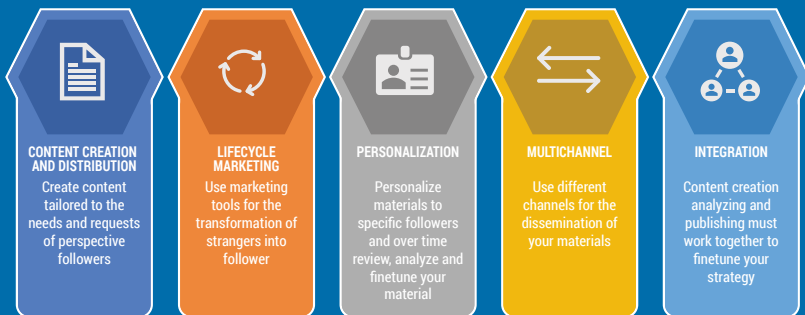 CONTENT CREATION
AND DISTRIBUTION
Create content
tailored to the
needs and requests
of perspective
followers
LIFECYCLE
MARKETING
Use marketing
tools for the
transformation of
strangers into
follower
PERSONALIZATION
Personalize
materials to
specific followers
and over time
review, analyze and
finetune your
material
MULTICHANNEL
Use different
channels for the
dissemination of
your materials
INTEGRATION
Content creation
analyzing and
publishing must
work together to
finetune your
strategy